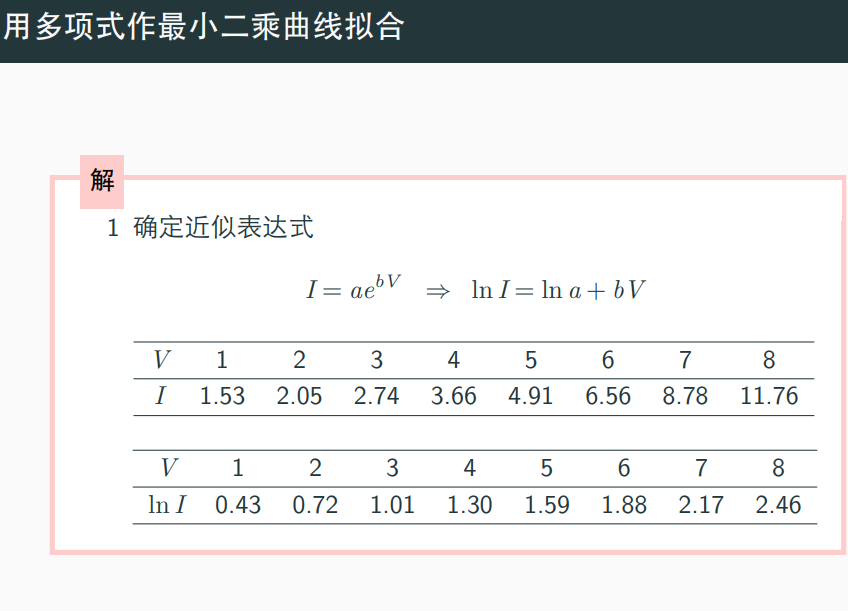 用多项式作最小二乘曲线拟合
解
1 确定近似表达式
I = ae^{bV} ⇒ ln I = ln a + bV
V 1 2 3 4 5 6 7 8
I 1.53 2.05 2.74 3.66 4.91 6.56 8.78 11.76
V 1 2 3 4 5 6 7 8
ln I 0.43 0.72 1.01 1.30 1.59 1.88 2.17 2.46